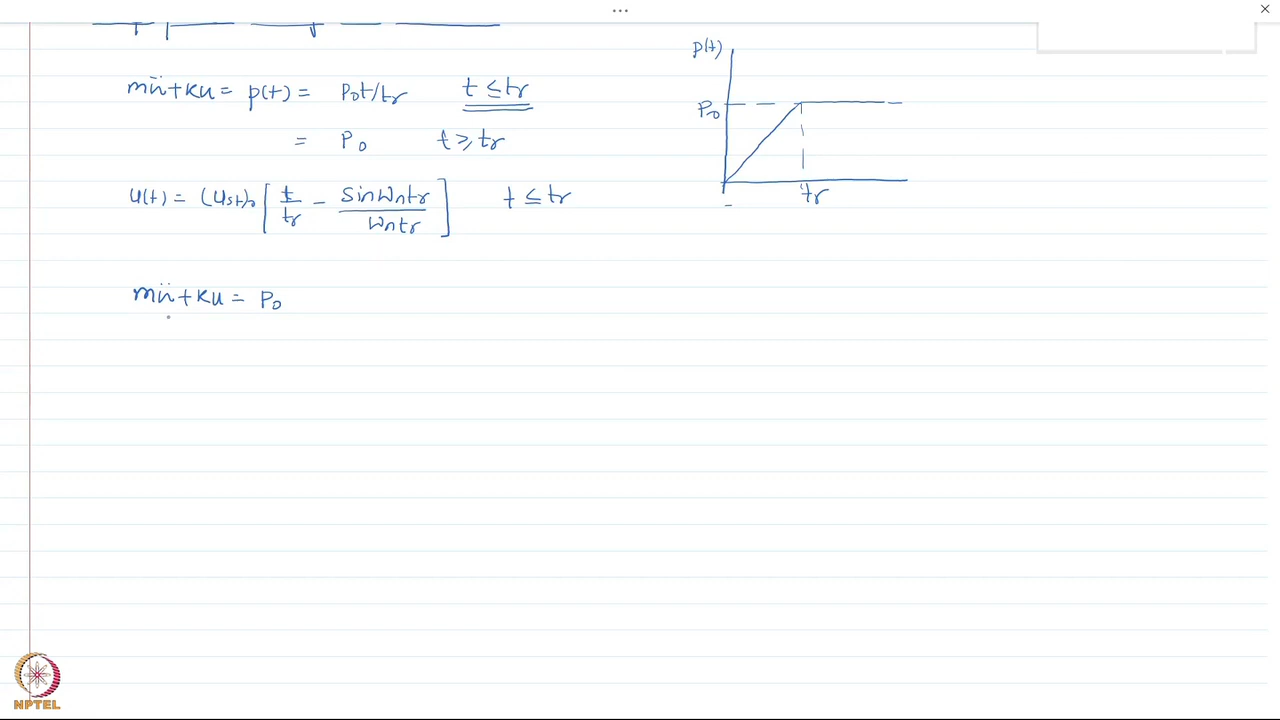 mü+ku = p(t) = P₀t/tr t ≤ tr
= P₀ t ≥ tr
u(t) = (ust)₀ [t/tr - sinωntr/ωntr] t ≤ tr
mü+ku = P₀
p(t)
P₀
tr
NPTEL